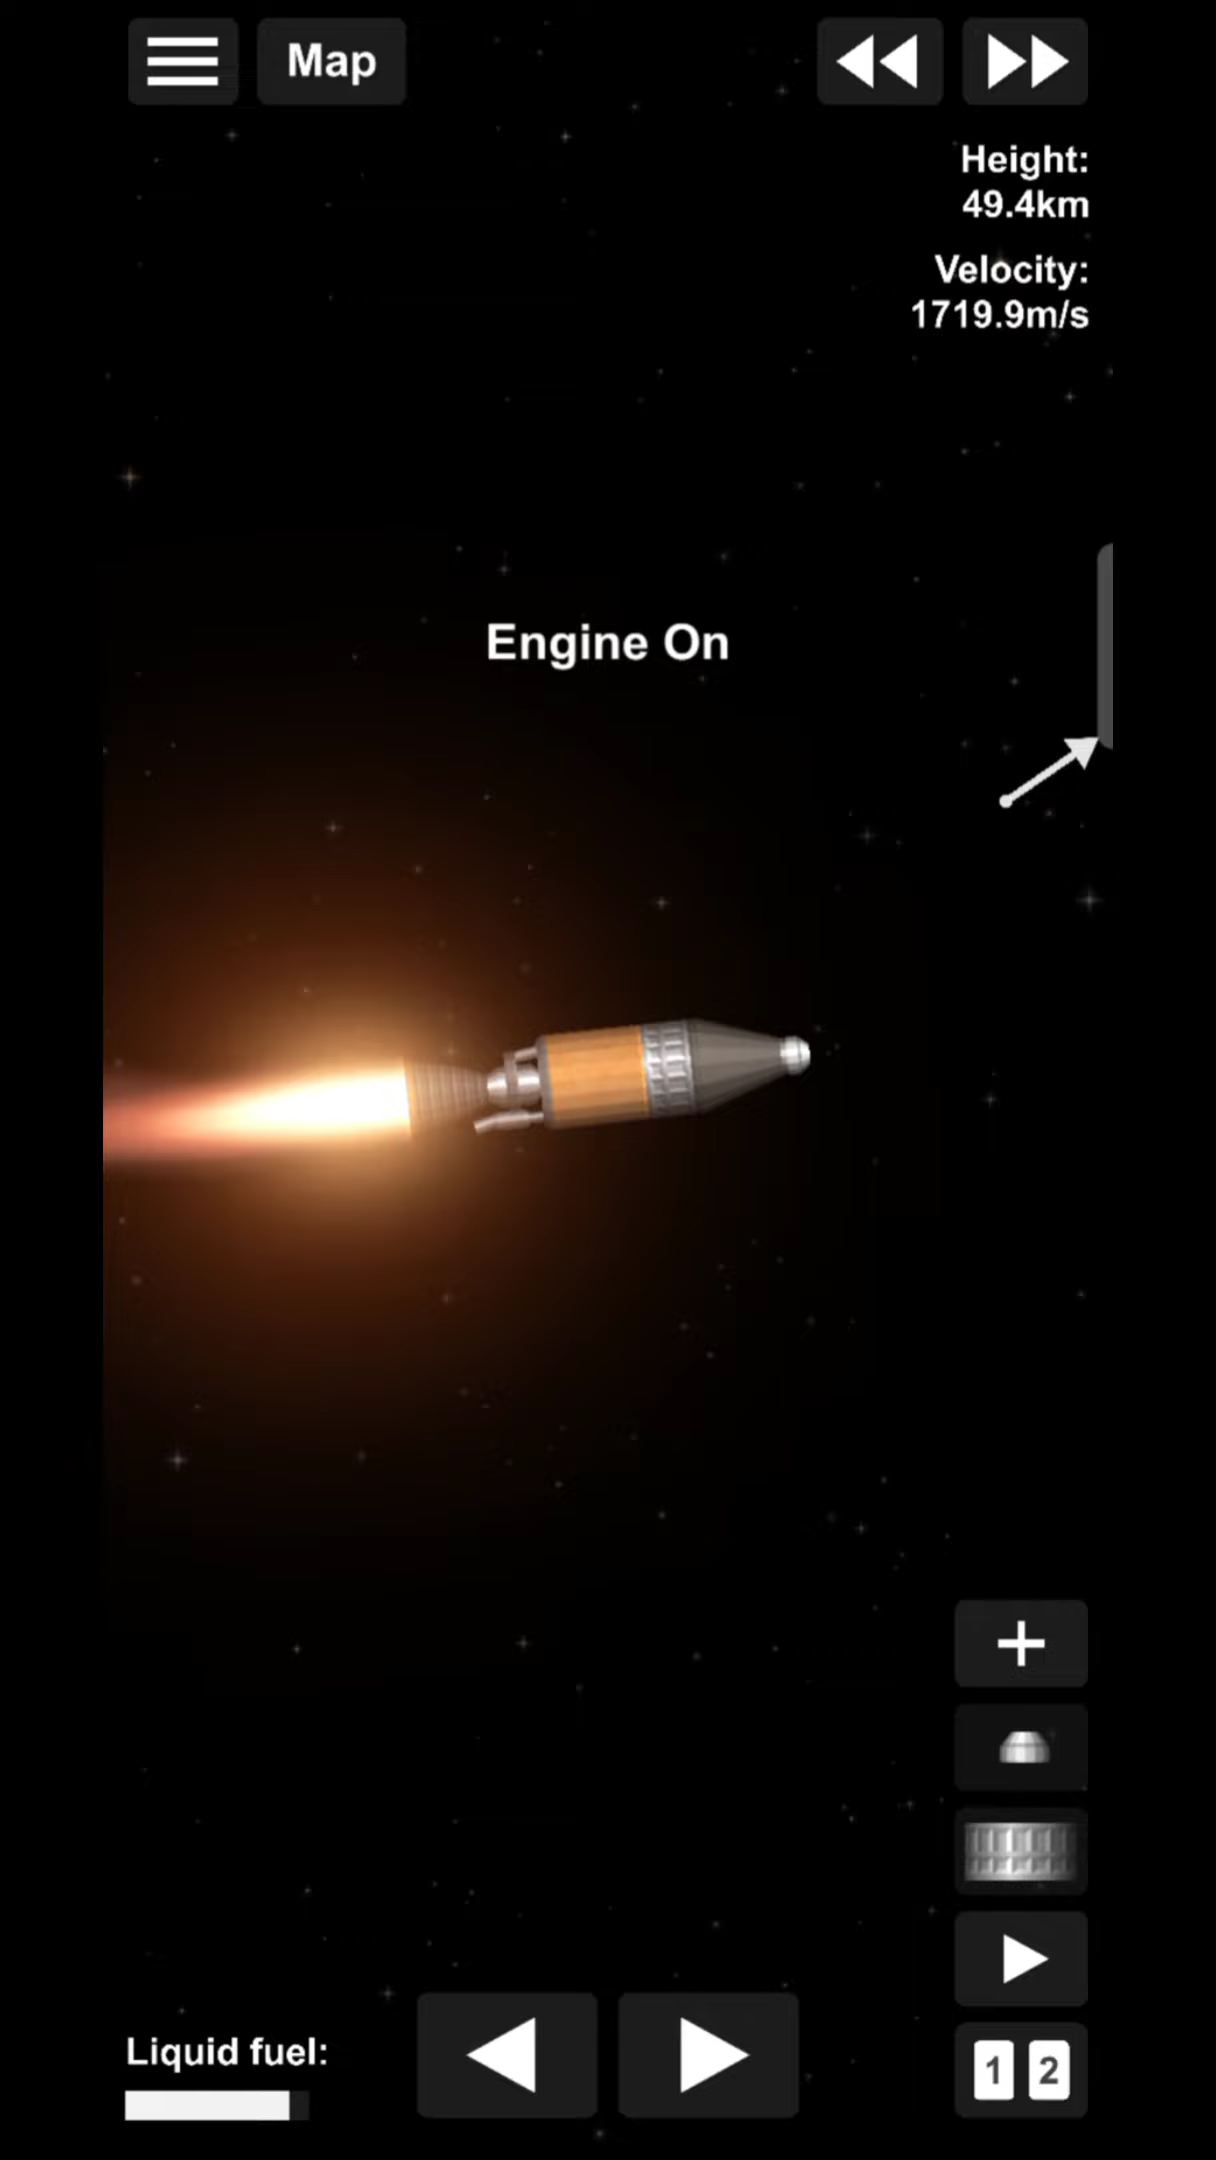 Map
Height:
49.4km
Velocity:
1719.9m/s
Engine On
Liquid fuel:
1 2